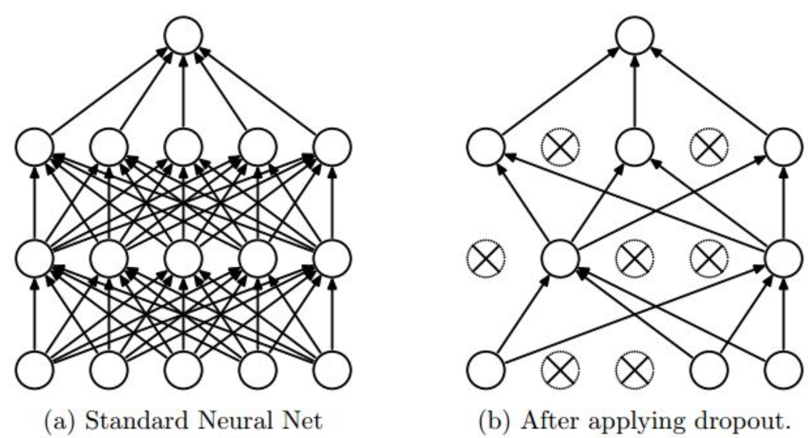 (a) Standard Neural Net
(b) After applying dropout.